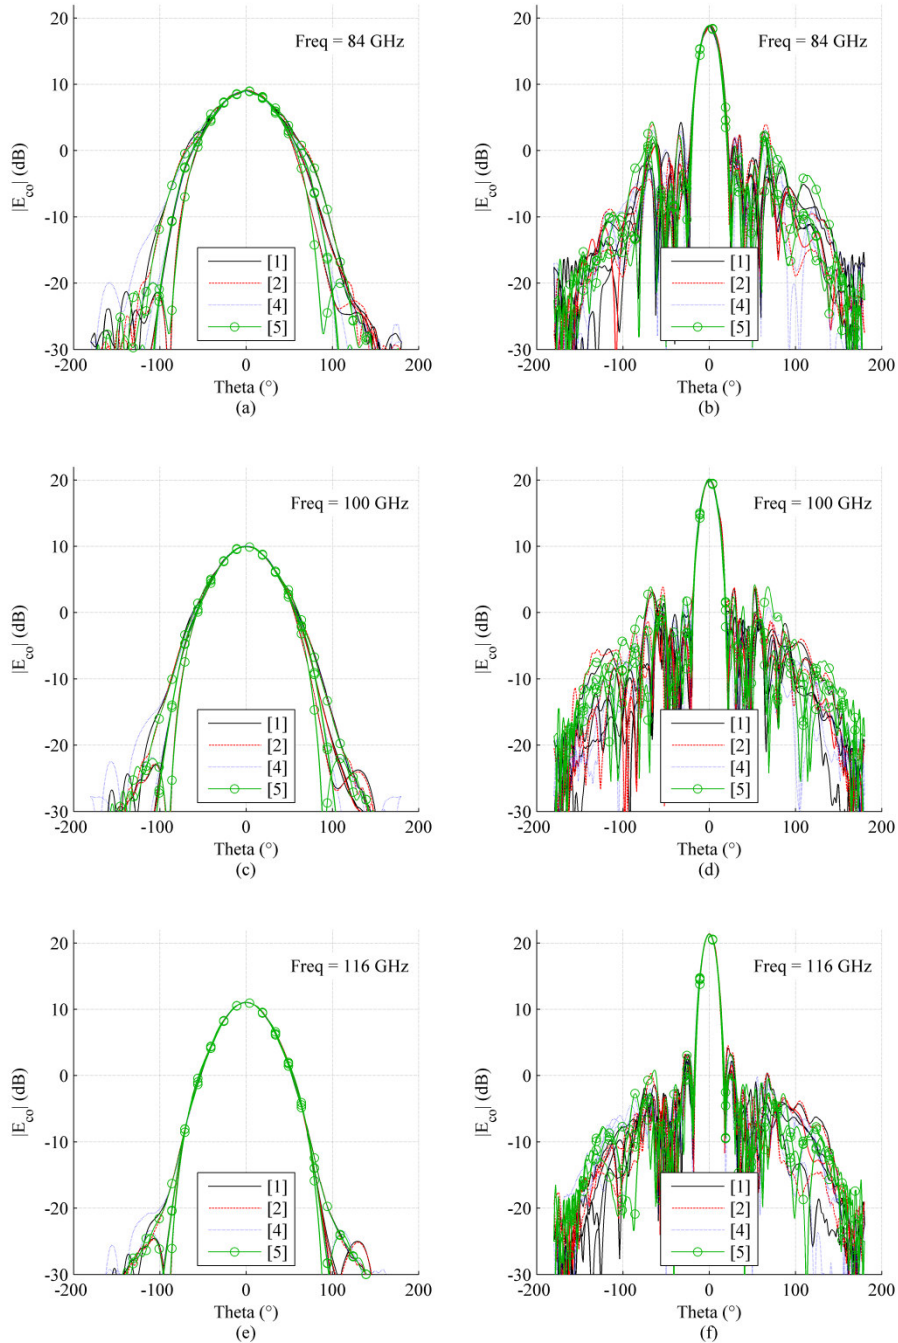 20
10
0
-10
-20
-30
|E_co| (dB)
Freq = 84 GHz
[1]
[2]
[4]
[5]
-200 -100 0 100 200
Theta (°)
(a)
20
10
0
-10
-20
-30
|E_co| (dB)
Freq = 84 GHz
[1]
[2]
[4]
[5]
-200 -100 0 100 200
Theta (°)
(b)
20
10
0
-10
-20
-30
|E_co| (dB)
Freq = 100 GHz
[1]
[2]
[4]
[5]
-200 -100 0 100 200
Theta (°)
(c)
20
10
0
-10
-20
-30
|E_co| (dB)
Freq = 100 GHz
[1]
[2]
[4]
[5]
-200 -100 0 100 200
Theta (°)
(d)
20
10
0
-10
-20
-30
|E_co| (dB)
Freq = 116 GHz
[1]
[2]
[4]
[5]
-200 -100 0 100 200
Theta (°)
(e)
20
10
0
-10
-20
-30
|E_co| (dB)
Freq = 116 GHz
[1]
[2]
[4]
[5]
-200 -100 0 100 200
Theta (°)
(f)